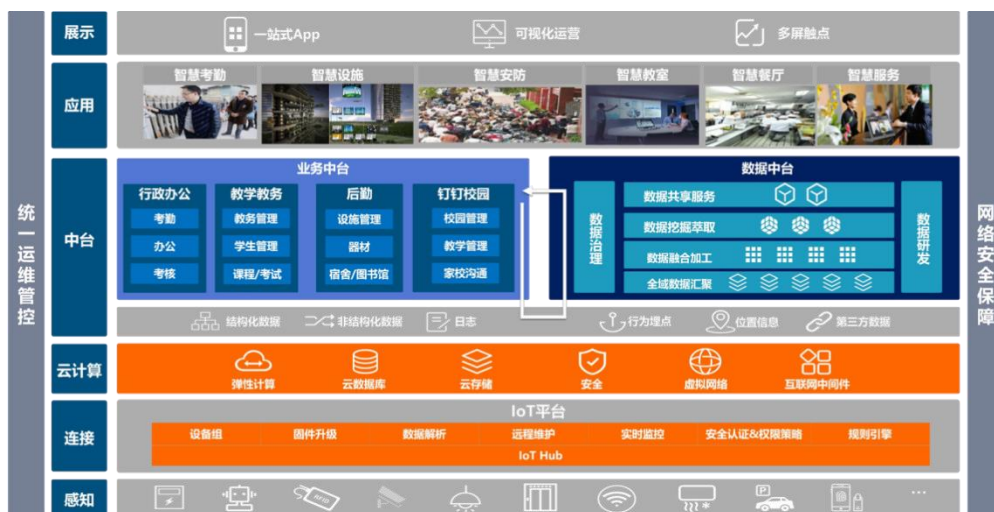 统一运维管控
网络安全保障
展示
一站式App
可视化运营
多屏触点
应用
智慧考勤
智慧设施
智慧安防
智慧教室
智慧餐厅
智慧服务
中台
业务中台
行政办公
考勤
办公
考核
教学教务
教务管理
学生管理
课程/考试
后勤
设施管理
器材
宿舍/图书馆
钉钉校园
校园管理
教学管理
家校沟通
数据中台
数据治理
数据共享服务
数据挖掘萃取
数据融合加工
全域数据汇聚
数据研发
结构化数据
非结构化数据
日志
行为埋点
位置信息
第三方数据
云计算
弹性计算
云数据库
云存储
安全
虚拟网络
互联网中间件
连接
IoT平台
设备组
固件升级
数据解析
远程维护
实时监控
安全认证&权限策略
规则引擎
IoT Hub
感知
RFID
P
...